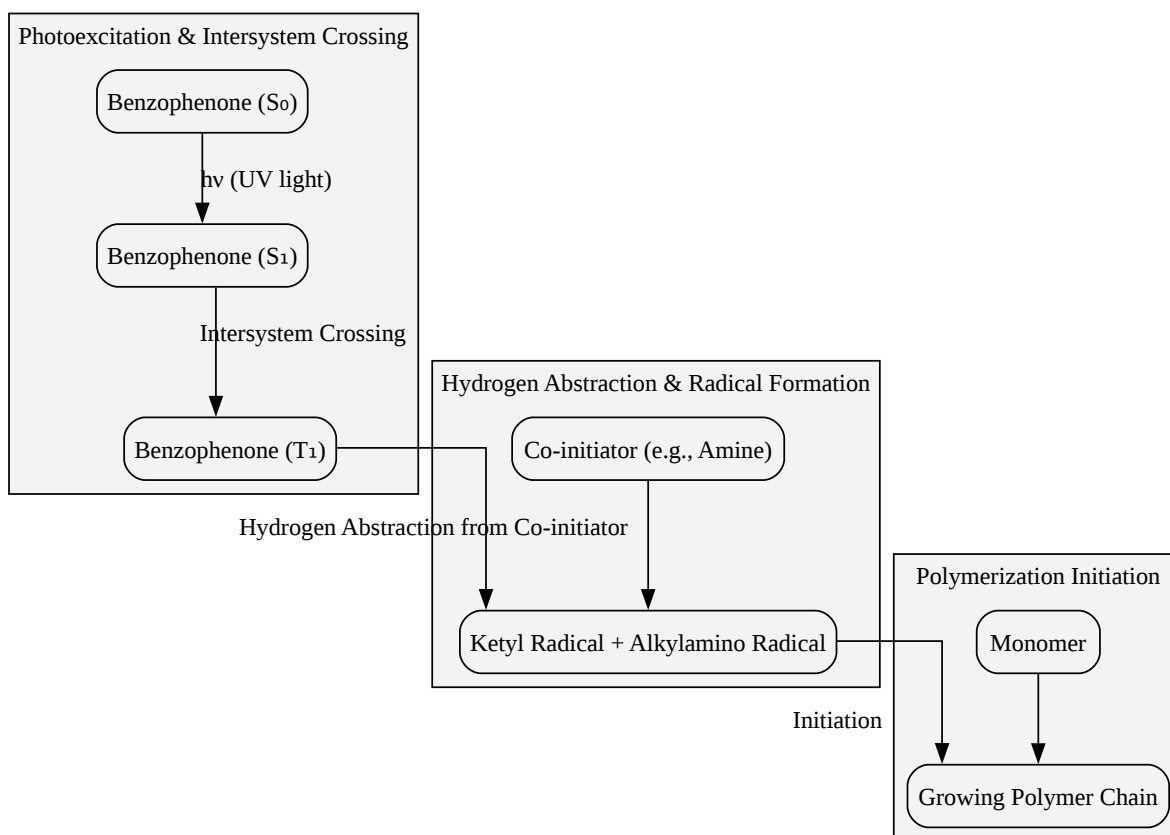 Photoexcitation & Intersystem Crossing
Benzophenone (S₀)
hν (UV light)
Benzophenone (S₁)
Intersystem Crossing
Benzophenone (T₁)
Hydrogen Abstraction & Radical Formation
Co-initiator (e.g., Amine)
Hydrogen Abstraction from Co-initiator
Ketyl Radical + Alkylamino Radical
Polymerization Initiation
Monomer
Initiation
Growing Polymer Chain